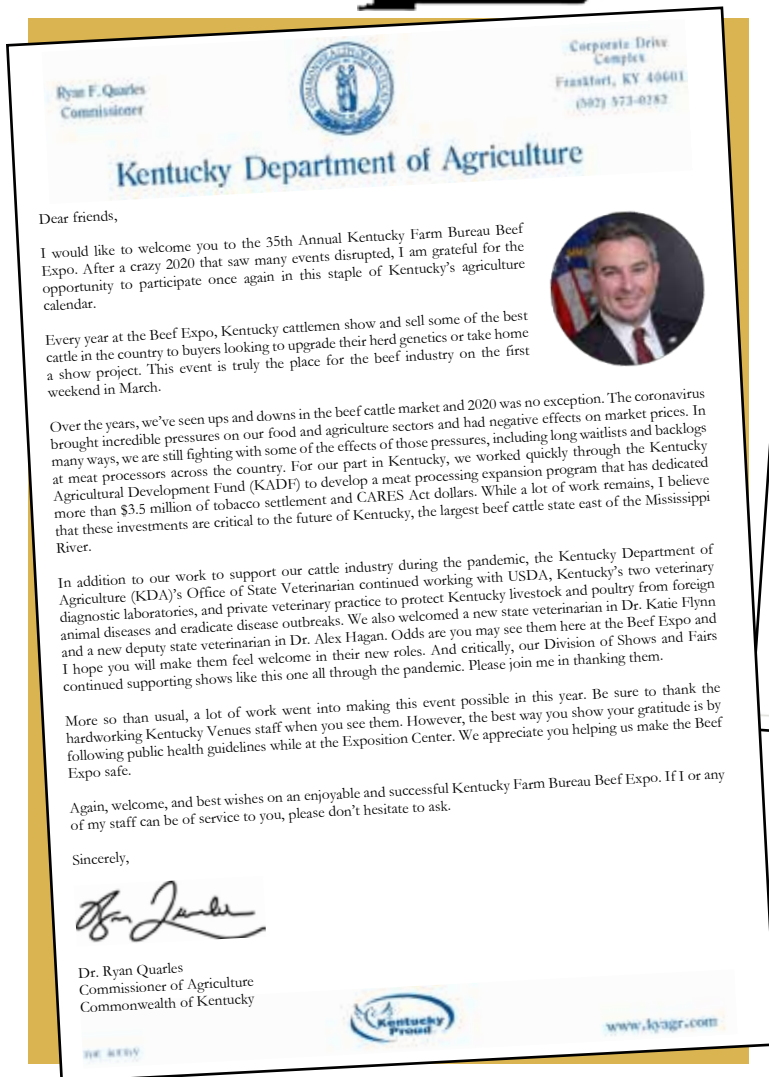 Ryan F. Quarles
Commissioner
COMMONWEALTH OF KENTUCKY
Corporate Drive
Complex
Frankfort, KY 40601
(502) 573-0282
Kentucky Department of Agriculture
Dear friends,
I would like to welcome you to the 35th Annual Kentucky Farm Bureau Beef
Expo. After a crazy 2020 that saw many events disrupted, I am grateful for the
opportunity to participate once again in this staple of Kentucky's agriculture
calendar.
Every year at the Beef Expo, Kentucky cattlemen show and sell some of the best
cattle in the country to buyers looking to upgrade their herd genetics or take home
a show project. This event is truly the place for the beef industry on the first
weekend in March.
Over the years, we've seen ups and downs in the beef cattle market and 2020 was no exception. The coronavirus
brought incredible pressures on our food and agriculture sectors and had negative effects on market prices. In
many ways, we are still fighting with some of the effects of those pressures, including long waitlists and backlogs
at meat processors across the country. For our part in Kentucky, we worked quickly through the Kentucky
Agricultural Development Fund (KADF) to develop a meat processing expansion program that has dedicated
more than $3.5 million of tobacco settlement and CARES Act dollars. While a lot of work remains, I believe
that these investments are critical to the future of Kentucky, the largest beef cattle state east of the Mississippi
River.
In addition to our work to support our cattle industry during the pandemic, the Kentucky Department of
Agriculture (KDA)'s Office of State Veterinarian continued working with USDA, Kentucky's two veterinary
diagnostic laboratories, and private veterinary practice to protect Kentucky livestock and poultry from foreign
animal diseases and eradicate disease outbreaks. We also welcomed a new state veterinarian in Dr. Katie Flynn
and a new deputy state veterinarian in Dr. Alex Hagan. Odds are you may see them here at the Beef Expo and
I hope you will make them feel welcome in their new roles. And critically, our Division of Shows and Fairs
continued supporting shows like this one all through the pandemic. Please join me in thanking them.
More so than usual, a lot of work went into making this event possible in this year. Be sure to thank the
hardworking Kentucky Venues staff when you see them. However, the best way you show your gratitude is by
following public health guidelines while at the Exposition Center. We appreciate you helping us make the Beef
Expo safe.
Again, welcome, and best wishes on an enjoyable and successful Kentucky Farm Bureau Beef Expo. If I or any
of my staff can be of service to you, please don't hesitate to ask.
Sincerely,
Dr. Ryan Quarles
Commissioner of Agriculture
Commonwealth of Kentucky
Kentucky
Proud
www.kyagr.com